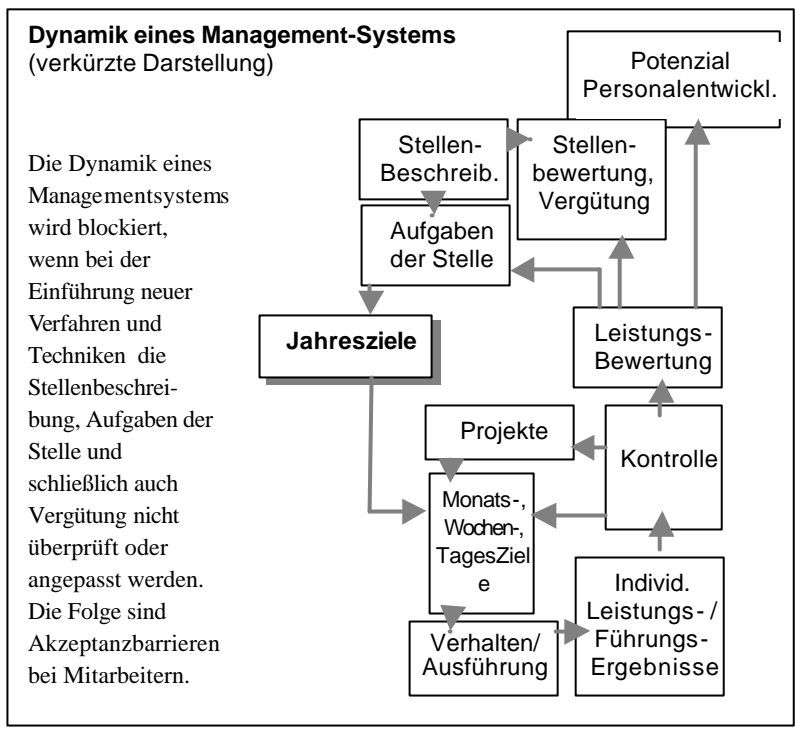 Dynamik eines Management-Systems
(verkürzte Darstellung)
Potenzial
Personalentwickl.
Stellen-
Beschreib.
Stellen-
bewertung,
Vergütung
Die Dynamik eines
Managementsystems
wird blockiert,
wenn bei der
Einführung neuer
Verfahren und
Techniken die
Stellenbeschrei-
bung, Aufgaben der
Stelle und
schließlich auch
Vergütung nicht
überprüft oder
angepasst werden.
Die Folge sind
Akzeptanzbarrieren
bei Mitarbeitern.
Aufgaben
der Stelle
Jahresziele
Leistungs-
Bewertung
Projekte
Kontrolle
Monats-,
Wochen-,
TagesZiel
e
Individ.
Leistungs- /
Führungs-
Ergebnisse
Verhalten/
Ausführung